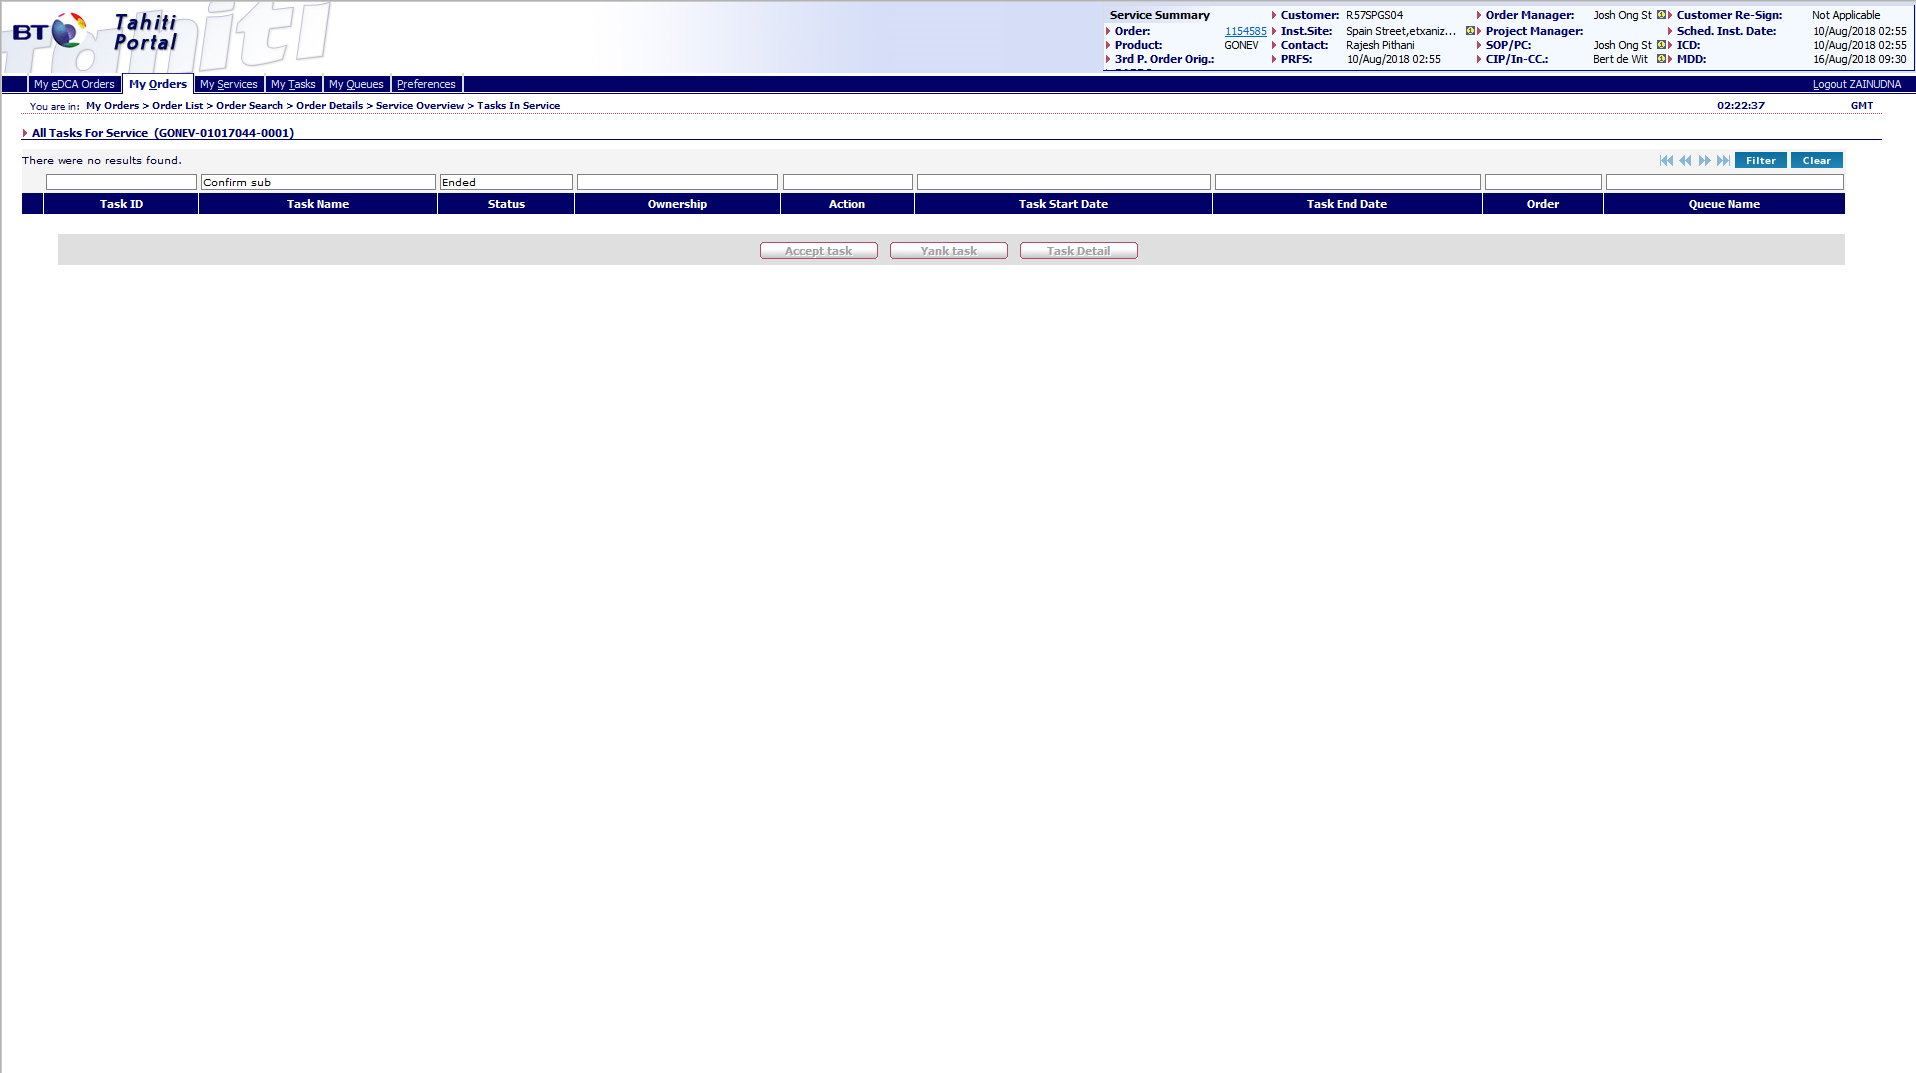 BT Tahiti Portal
Service Summary
Order: 1154585
Product: GONEV
3rd P. Order Orig.:
Customer: R57SPGS04
Inst.Site: Spain Street,etxaniz...
Contact: Rajesh Pithani
PRFS: 10/Aug/2018 02:55
Order Manager: Josh Ong St
Project Manager:
SOP/PC: Josh Ong St
CIP/In-CC.: Bert de Wit
Customer Re-Sign: Not Applicable
Sched. Inst. Date: 10/Aug/2018 02:55
ICD: 10/Aug/2018 02:55
MDD: 16/Aug/2018 09:30
My eDCA Orders My Orders My Services My Tasks My Queues Preferences Logout ZAINUDNA
You are in: My Orders > Order List > Order Search > Order Details > Service Overview > Tasks In Service 02:22:37 GMT
All Tasks For Service (GONEV-01017044-0001)
There were no results found. Filter Clear
Confirm sub Ended
Task ID Task Name Status Ownership Action Task Start Date Task End Date Order Queue Name
Accept task Yank task Task Detail